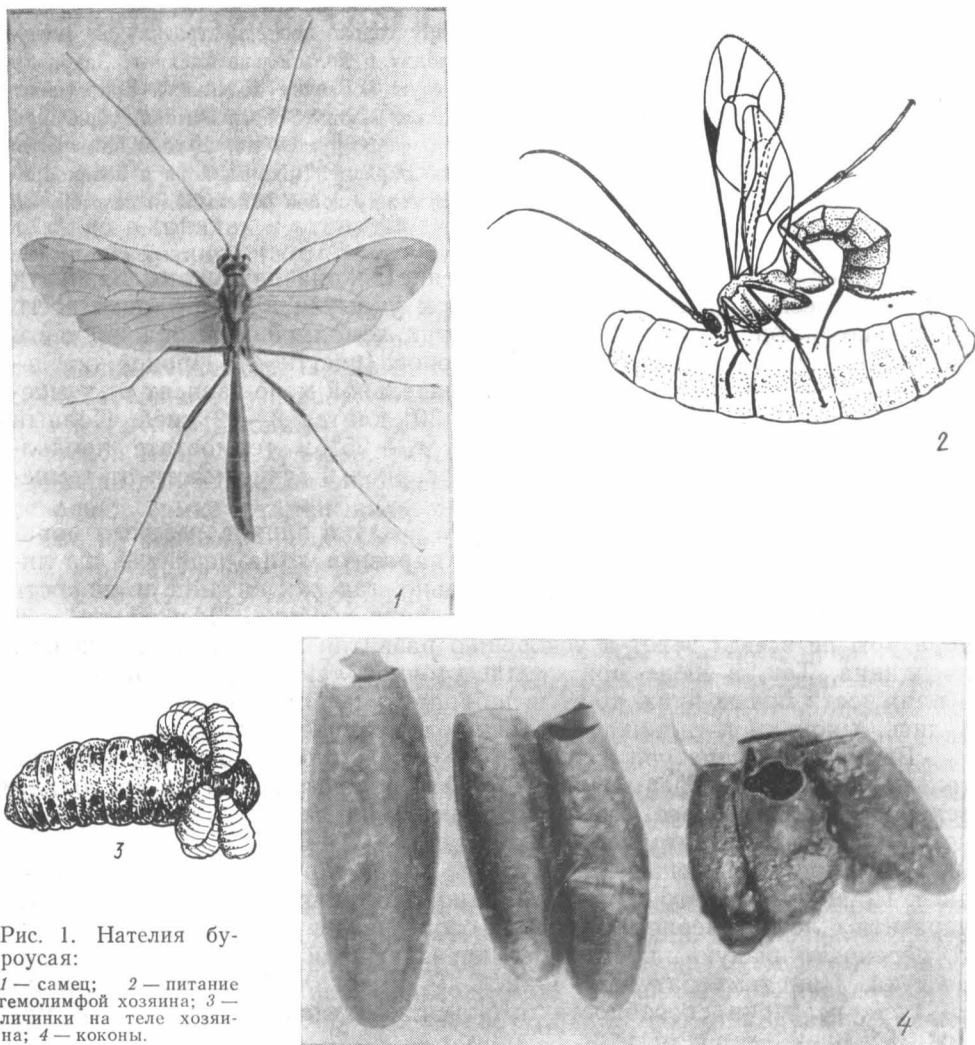 1
2
3
4
Рис. 1. Нателия бу-
роусая:
1 — самец; 2 — питание
гемолимфой хозяина; 3 —
личинки на теле хозяи-
на; 4 — коконы.